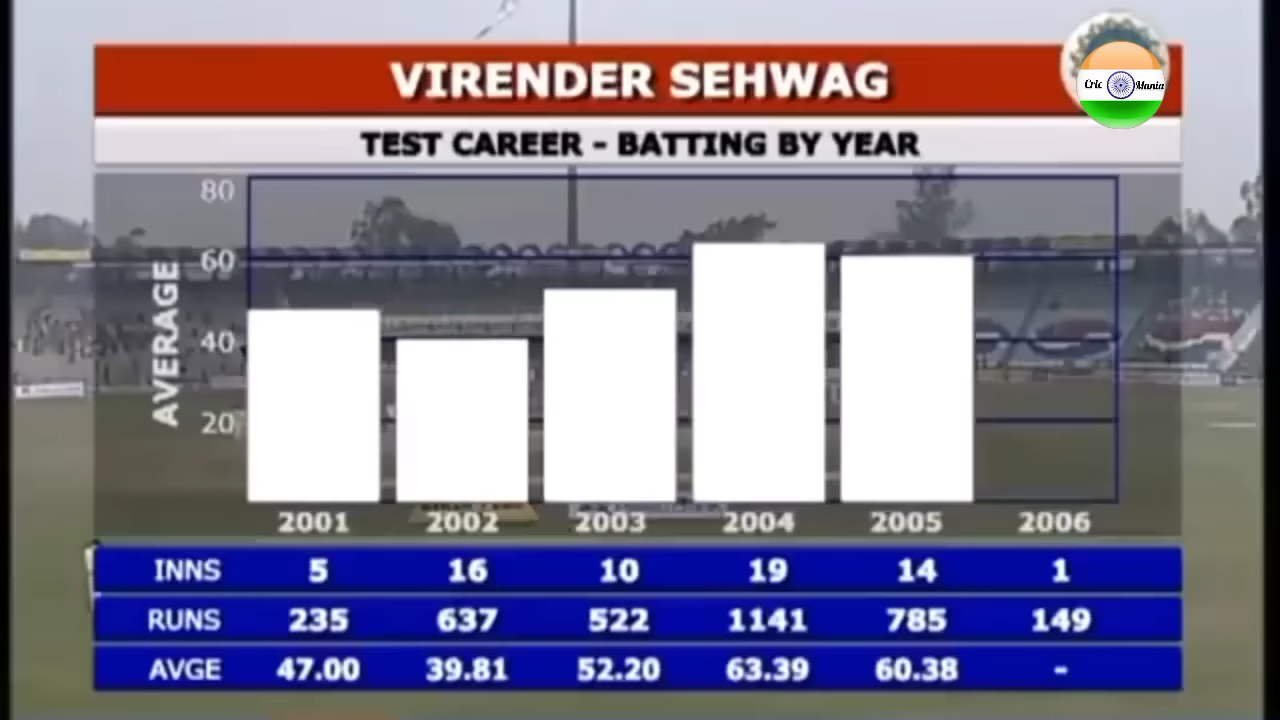 VIRENDER SEHWAG
Cric Mania
TEST CAREER - BATTING BY YEAR
AVERAGE
80
60
40
20
2001 2002 2003 2004 2005 2006
INNS 5 16 10 19 14 1
RUNS 235 637 522 1141 785 149
AVGE 47.00 39.81 52.20 63.39 60.38 -